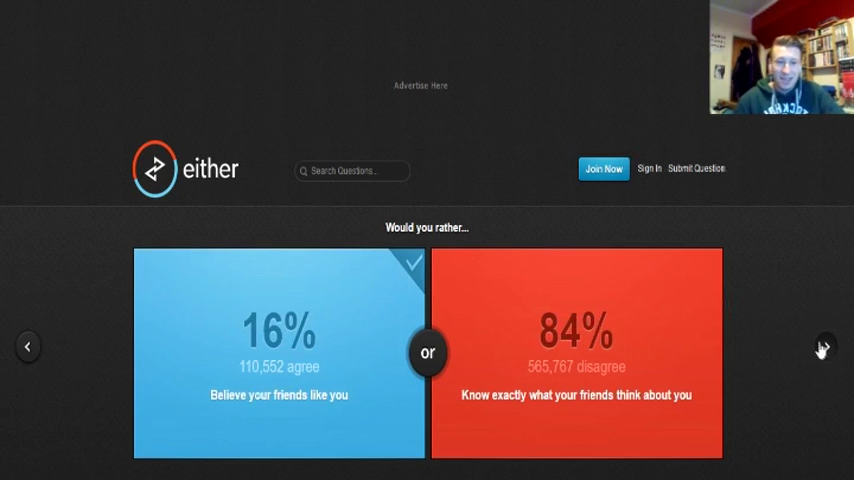 Advertise Here
either
Search Questions...
Join Now
Sign In
Submit Question
Would you rather...
16%
110,552 agree
Believe your friends like you
or
84%
565,767 disagree
Know exactly what your friends think about you